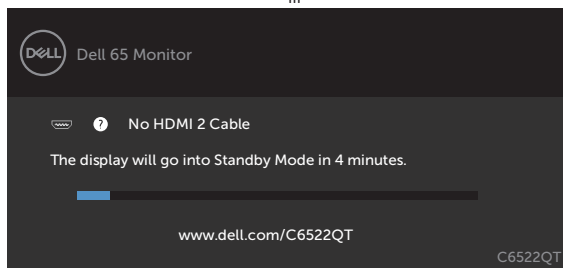 DELL Dell 65 Monitor
? No HDMI 2 Cable
The display will go into Standby Mode in 4 minutes.
www.dell.com/C6522QT
C6522QT